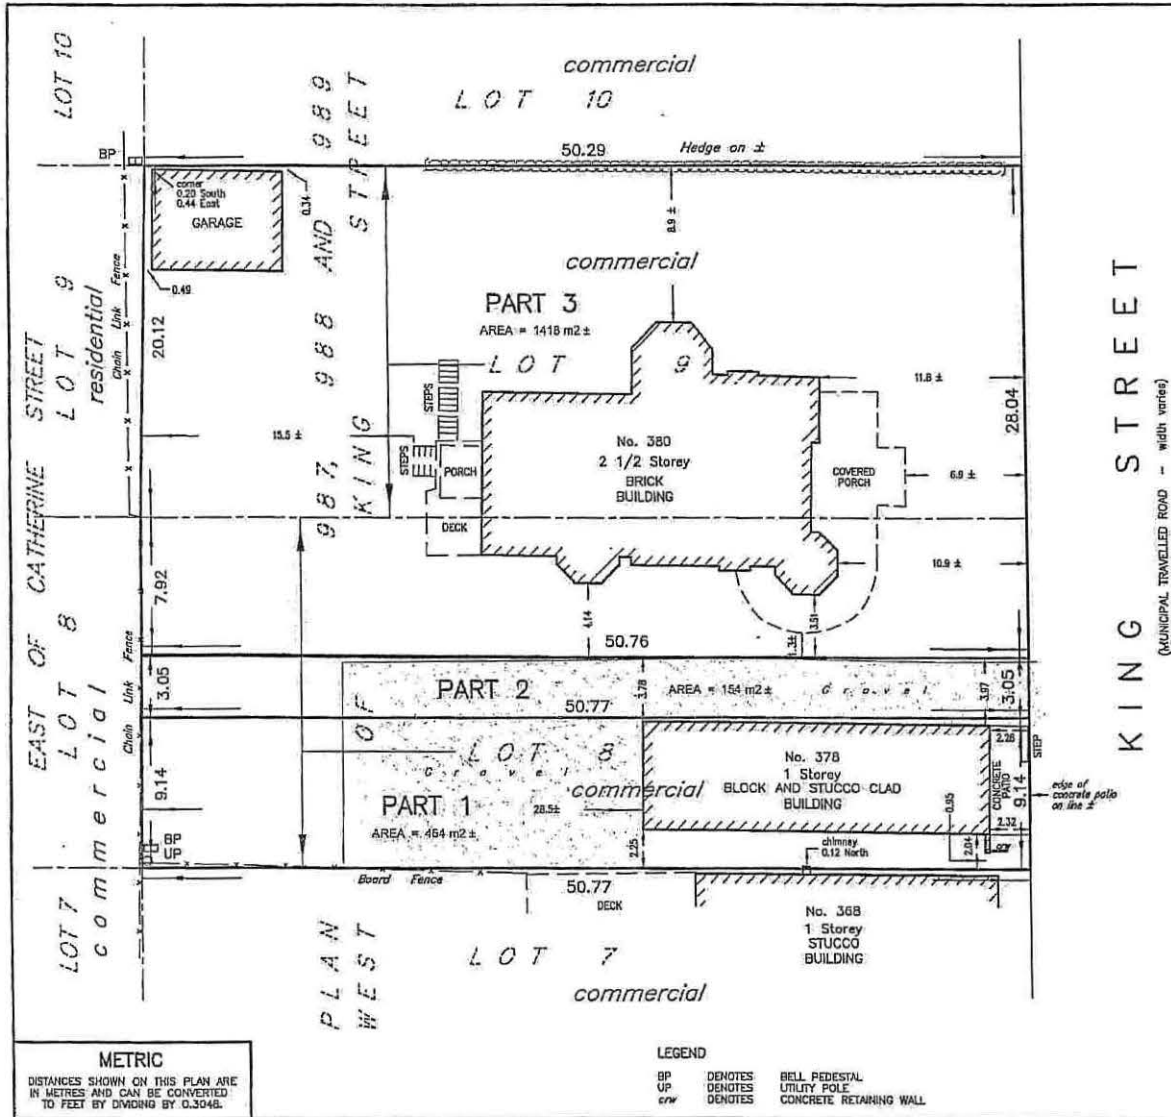 LOT 10
commercial
LOT 10
BP
50.29
Hedge on ±
corner
0.20 South
0.44 East
GARAGE
0.34
0.49
8.9 ±
20.12
Chain Link Fence
LOT 9
residential
EAST OF CATHERINE STREET
987, 988 AND 989
KING STREET
commercial
PART 3
AREA = 1418 m2 ±
LOT 9
STEPS
11.8 ±
28.04
15.5 ±
STEPS
PORCH
No. 380
2 1/2 Storey
BRICK
BUILDING
COVERED
PORCH
6.9 ±
DECK
10.9 ±
7.92
4.14
1.3±
3.51
50.76
KING STREET
(MUNICIPAL TRAVELLED ROAD - width varies)
LOT 8
commercial
Chain Link Fence
3.05
PART 2
3.78
AREA = 154 m2 ±
Gravel
3.97
3.05
50.77
OF
LOT 8
Gravel
commercial
9.14
PART 1
AREA = 464 m2 ±
28.5±
2.25
No. 378
1 Storey
BLOCK AND STUCCO CLAD
BUILDING
2.26
STEP
CONCRETE
PATIO
9.14
edge of
concrete patio
on line ±
0.95
2.32
2.04
crw
chimney
0.12 North
BP
UP
Board Fence
50.77
DECK
LOT 7
commercial
PLAN
WEST
LOT 7
commercial
No. 368
1 Storey
STUCCO
BUILDING
METRIC
DISTANCES SHOWN ON THIS PLAN ARE
IN METRES AND CAN BE CONVERTED
TO FEET BY DIVIDING BY 0.3048.
LEGEND
BP DENOTES BELL PEDESTAL
UP DENOTES UTILITY POLE
crw DENOTES CONCRETE RETAINING WALL